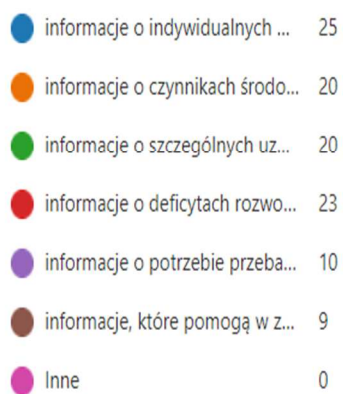 informacje o indywidualnych ... 25
informacje o czynnikach środo... 20
informacje o szczególnych uz... 20
informacje o deficytach rozwo... 23
informacje o potrzebie przeba... 10
informacje, które pomogą w z... 9
Inne 0